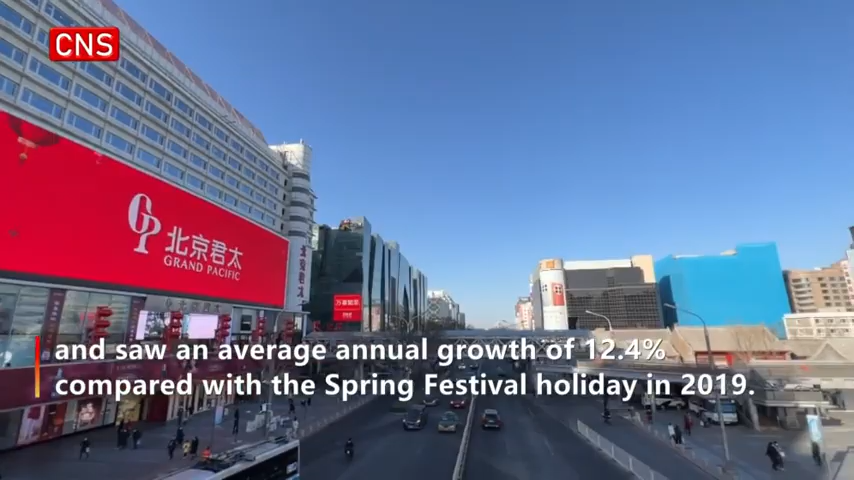 CNS
GP
北京君太
GRAND PACIFIC
and saw an average annual growth of 12.4%
compared with the Spring Festival holiday in 2019.